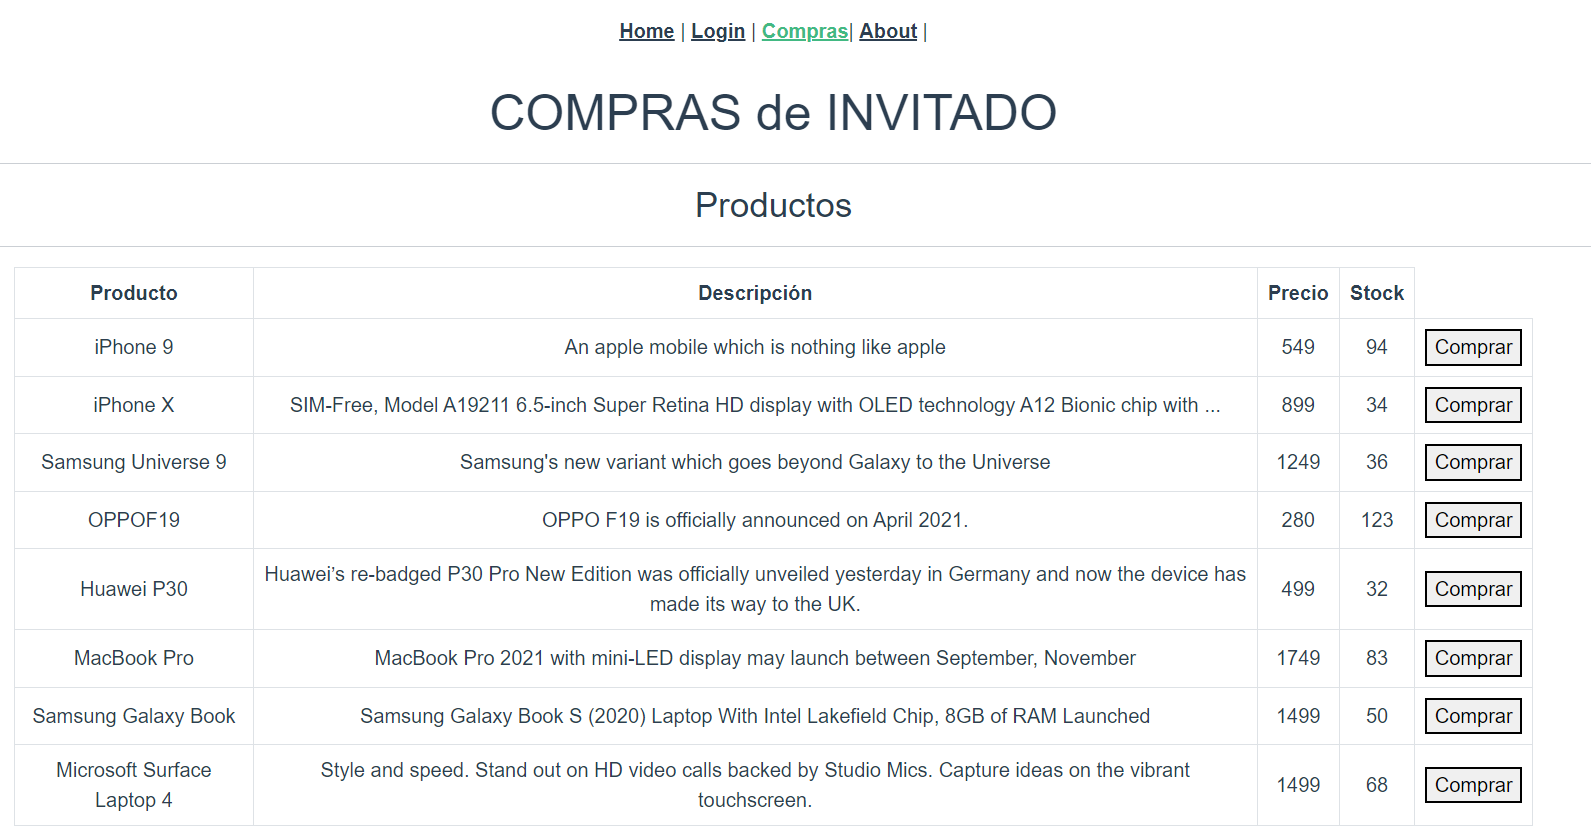 Home | Login | Compras| About |
COMPRAS de INVITADO
Productos
Producto Descripción Precio Stock
iPhone 9 An apple mobile which is nothing like apple 549 94 Comprar
iPhone X SIM-Free, Model A19211 6.5-inch Super Retina HD display with OLED technology A12 Bionic chip with ... 899 34 Comprar
Samsung Universe 9 Samsung's new variant which goes beyond Galaxy to the Universe 1249 36 Comprar
OPPOF19 OPPO F19 is officially announced on April 2021. 280 123 Comprar
Huawei P30 Huawei’s re-badged P30 Pro New Edition was officially unveiled yesterday in Germany and now the device has
made its way to the UK. 499 32 Comprar
MacBook Pro MacBook Pro 2021 with mini-LED display may launch between September, November 1749 83 Comprar
Samsung Galaxy Book Samsung Galaxy Book S (2020) Laptop With Intel Lakefield Chip, 8GB of RAM Launched 1499 50 Comprar
Microsoft Surface
Laptop 4 Style and speed. Stand out on HD video calls backed by Studio Mics. Capture ideas on the vibrant
touchscreen. 1499 68 Comprar